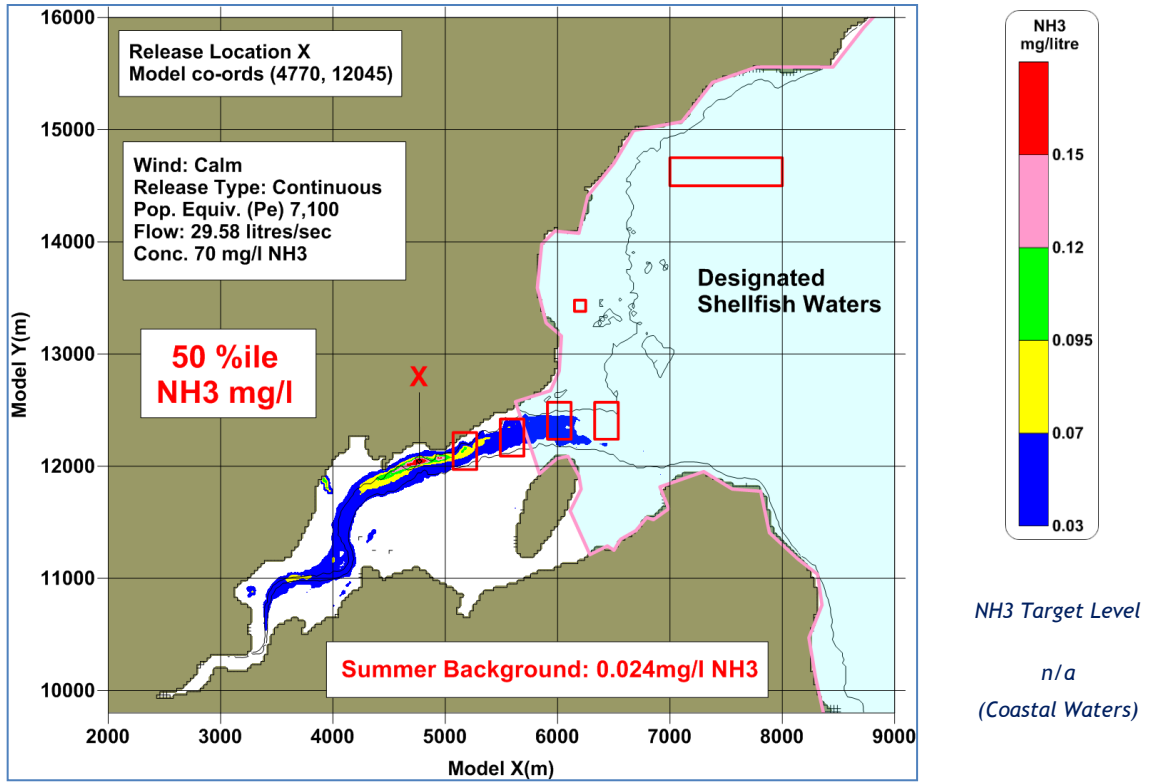 16000
15000
14000
13000
12000
11000
10000
Model Y(m)
Release Location X
Model co-ords (4770, 12045)
Wind: Calm
Release Type: Continuous
Pop. Equiv. (Pe) 7,100
Flow: 29.58 litres/sec
Conc. 70 mg/l NH3
50 %ile
NH3 mg/l
X
Designated
Shellfish Waters
Summer Background: 0.024mg/l NH3
2000 3000 4000 5000 6000 7000 8000 9000
Model X(m)
NH3
mg/litre
0.15
0.12
0.095
0.07
0.03
NH3 Target Level
n/a
(Coastal Waters)